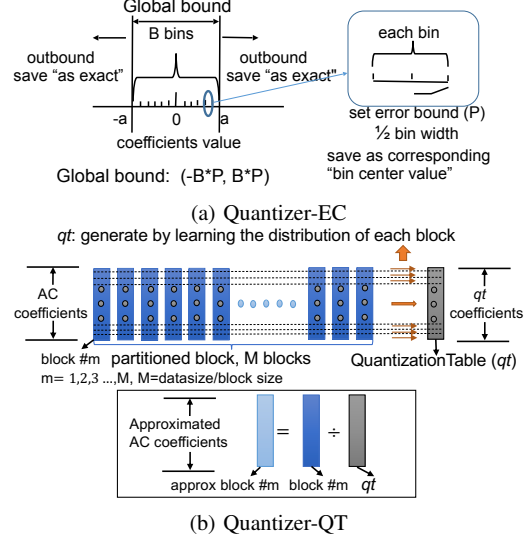 Global bound
B bins
outbound
save “as exact”
outbound
save “as exact"
-a
0
a
coefficients value
Global bound: (-B*P, B*P)
each bin
set error bound (P)
½ bin width
save as corresponding
“bin center value”
(a) Quantizer-EC
qt: generate by learning the distribution of each block
AC
coefficients
qt
coefficients
block #m
partitioned block, M blocks
QuantizationTable (qt)
m= 1,2,3 ...,M, M=datasize/block size
Approximated
AC coefficients
=
÷
approx block #m
block #m
qt
(b) Quantizer-QT